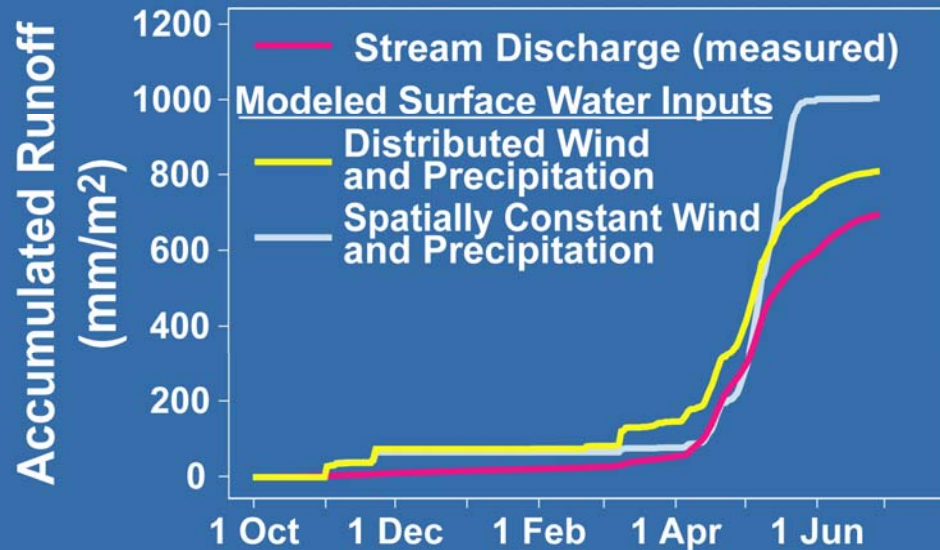 Accumulated Runoff
(mm/m²)
1200
1000
800
600
400
200
0
Stream Discharge (measured)
Modeled Surface Water Inputs
Distributed Wind
and Precipitation
Spatially Constant Wind
and Precipitation
1 Oct 1 Dec 1 Feb 1 Apr 1 Jun